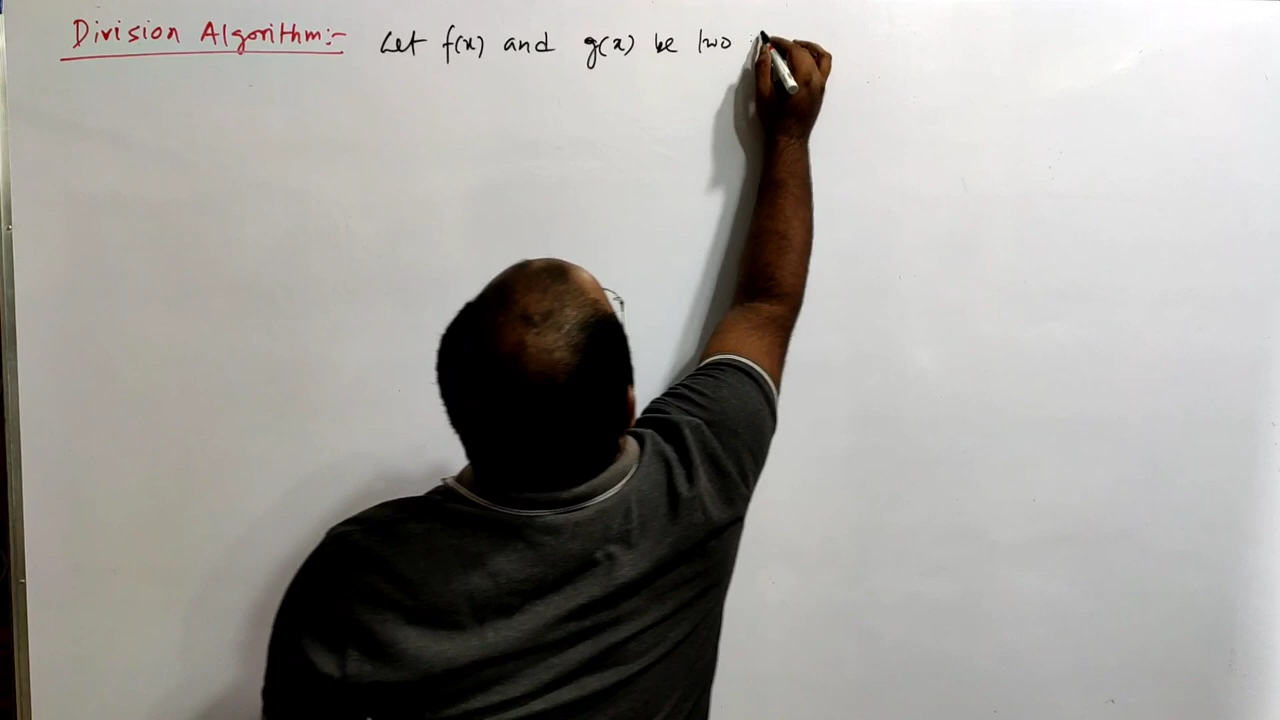 Division Algorithm:- Let f(x) and g(x) be two